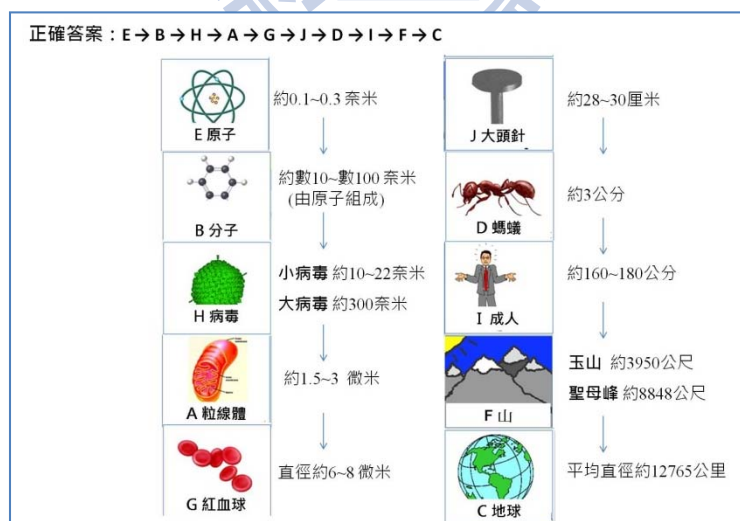 正確答案：E→B→H→A→G→J→D→I→F→C
E 原子
約0.1~0.3 奈米
B 分子
約數10~數100 奈米
(由原子組成)
H 病毒
小病毒 約10~22奈米
大病毒 約300奈米
A 粒線體
約1.5~3 微米
G 紅血球
直徑約6~8 微米
J 大頭針
約28~30厘米
D 螞蟻
約3公分
I 成人
約160~180公分
F 山
玉山 約3950公尺
聖母峰 約8848公尺
C 地球
平均直徑約12765公里